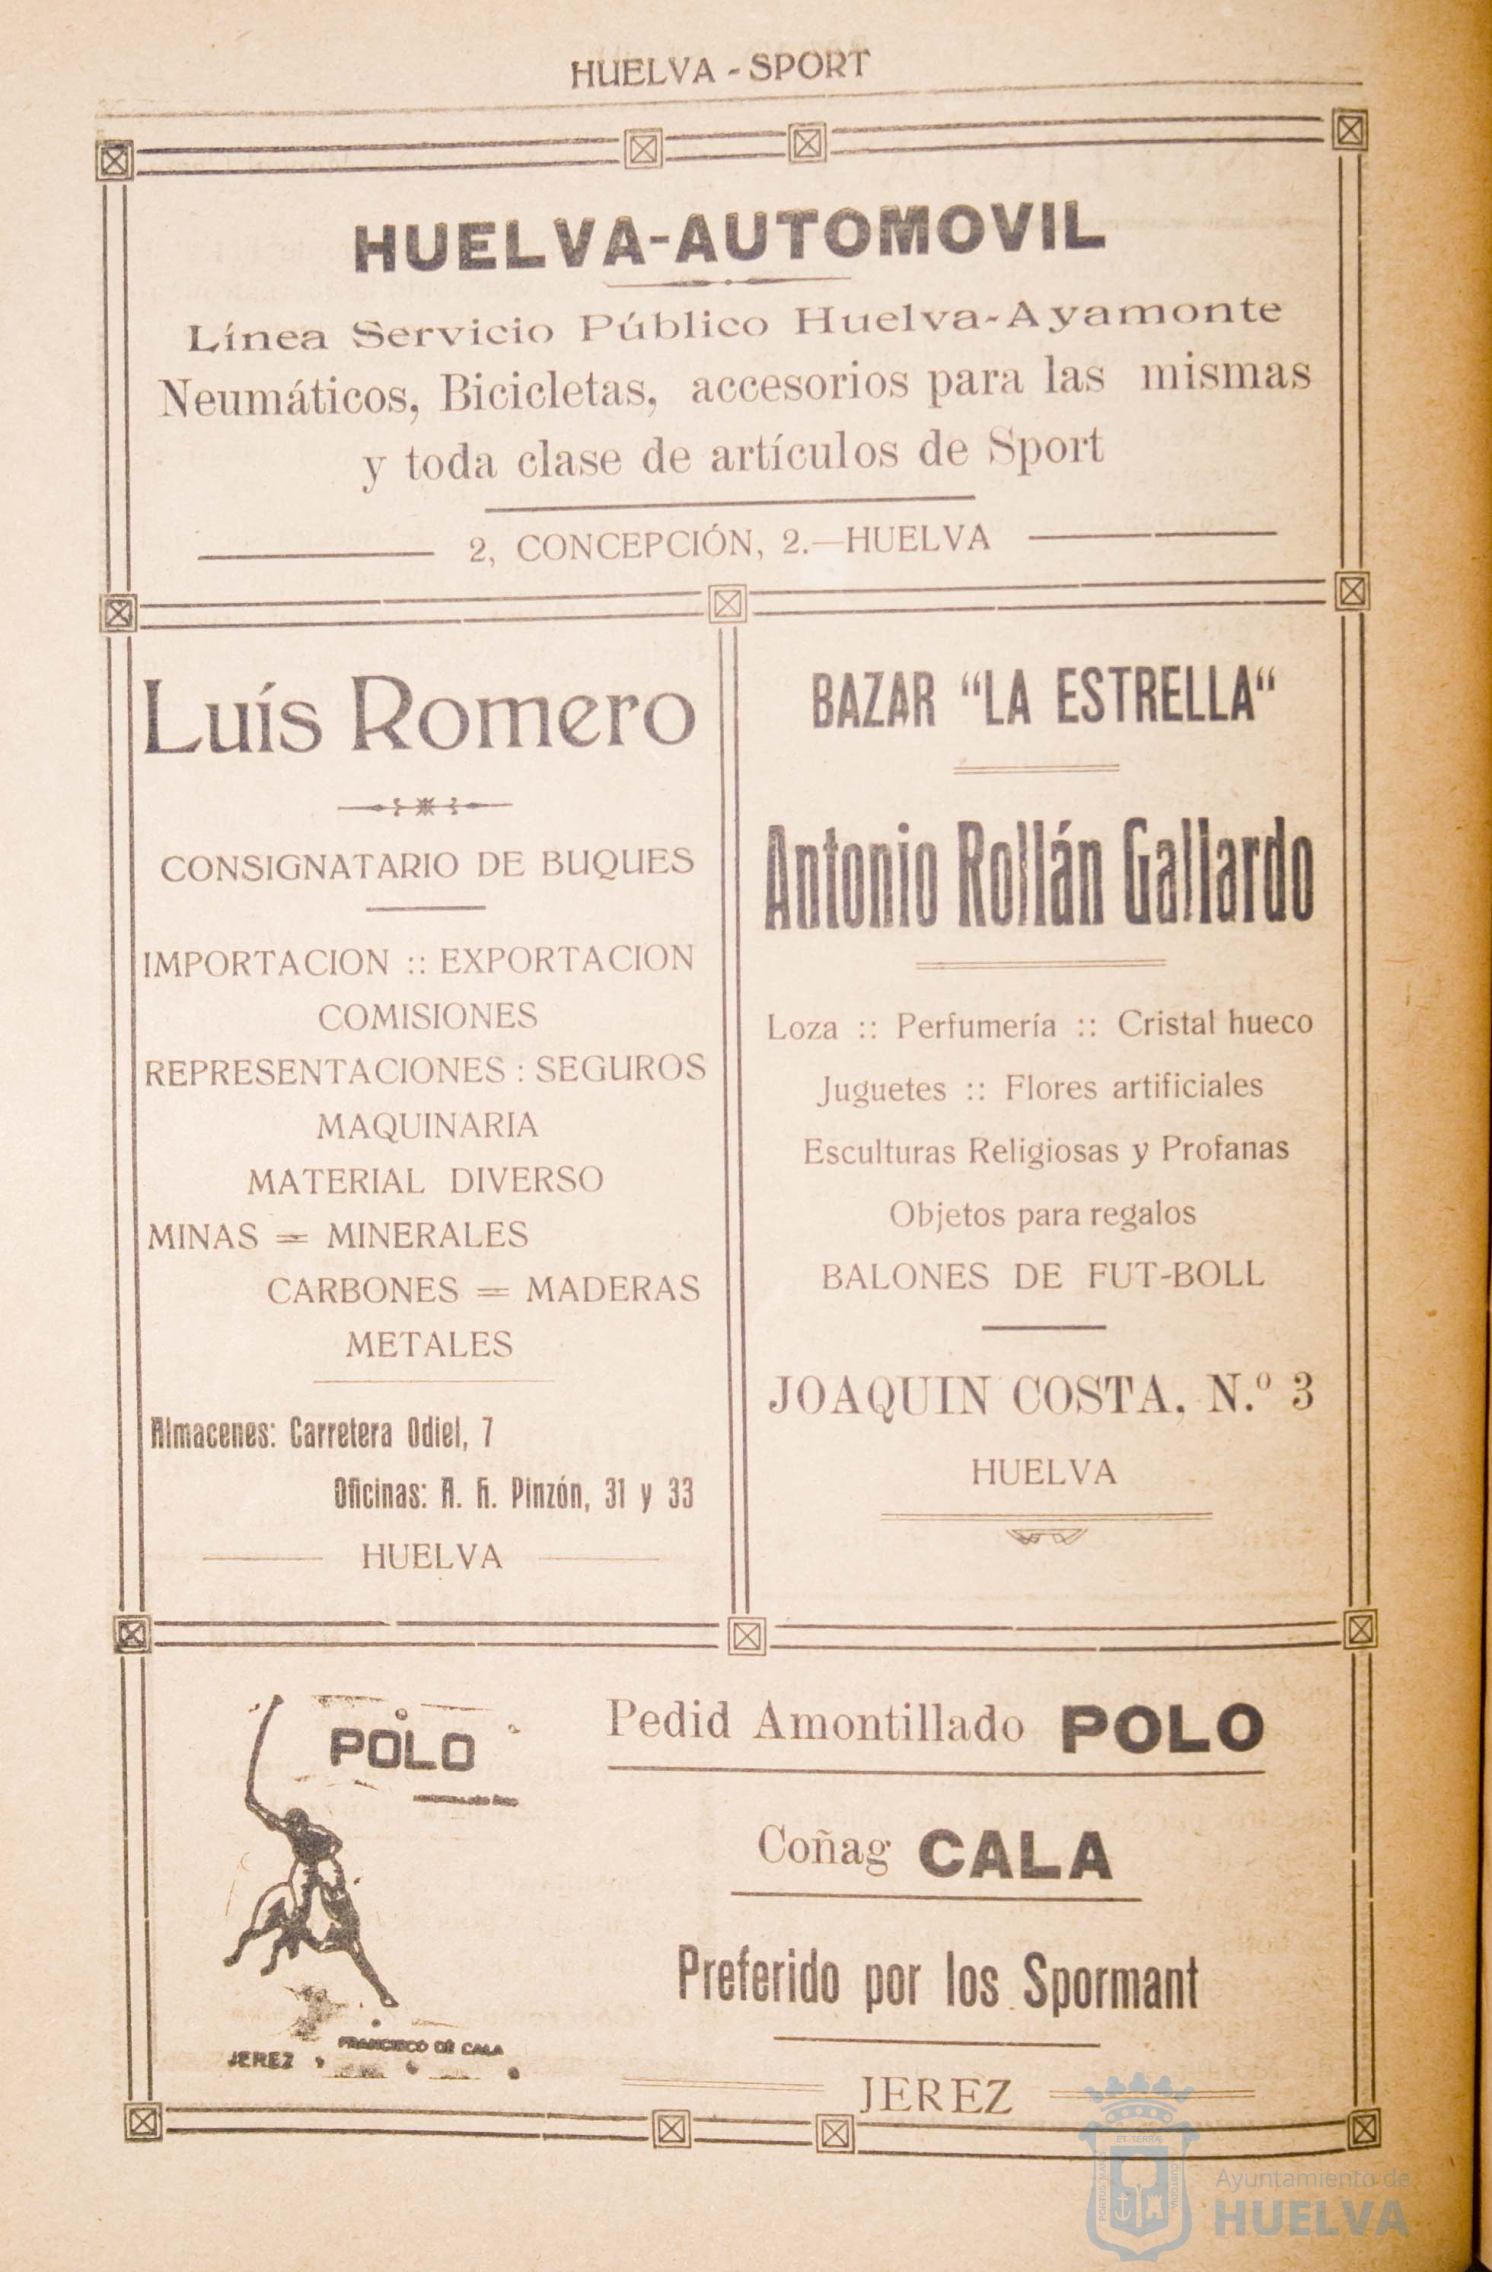 HUELVA - SPORT
HUELVA-AUTOMOVIL
Línea Servicio Público Huelva-Ayamonte
Neumáticos, Bicicletas, accesorios para las mismas
y toda clase de artículos de Sport
2, CONCEPCIÓN, 2.—HUELVA
Luís Romero
CONSIGNATARIO DE BUQUES
IMPORTACION :: EXPORTACION
COMISIONES
REPRESENTACIONES : SEGUROS
MAQUINARIA
MATERIAL DIVERSO
MINAS = MINERALES
CARBONES = MADERAS
METALES
Almacenes: Carretera Odiel, 7
Oficinas: A. H. Pinzón, 31 y 33
HUELVA
BAZAR “LA ESTRELLA“
Antonio Rollán Gallardo
Loza :: Perfumería :: Cristal hueco
Juguetes :: Flores artificiales
Esculturas Religiosas y Profanas
Objetos para regalos
BALONES DE FUT-BOLL
JOAQUIN COSTA, N.º 3
HUELVA
POLO
FRANCISCO DE CALA
JEREZ
Pedid Amontillado POLO
Coñag CALA
Preferido por los Spormant
JEREZ
Ayuntamiento de
HUELVA